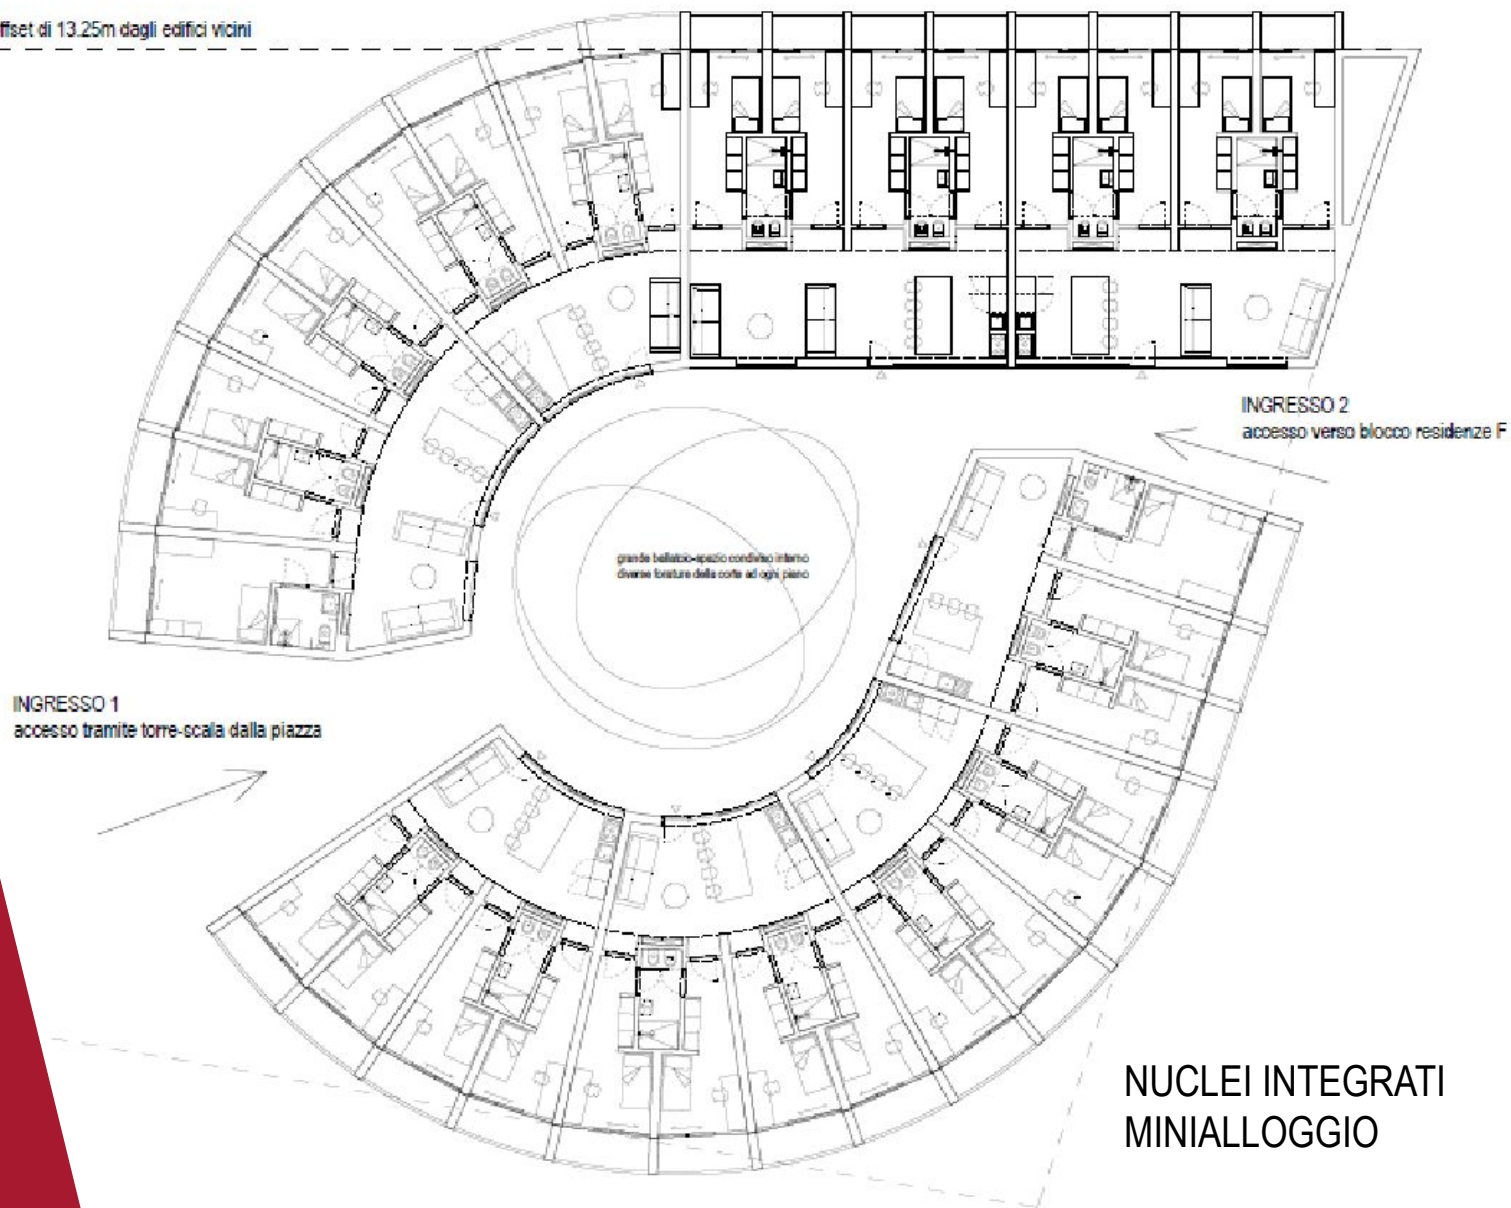 ffset di 13.25m dagli edifici vicini
INGRESSO 2
accesso verso blocco residenze F
grande ballatoio-spazio condiviso interno
diverse forature della corte ad ogni piano
INGRESSO 1
accesso tramite torre-scala dalla piazza
NUCLEI INTEGRATI
MINIALLOGGIO